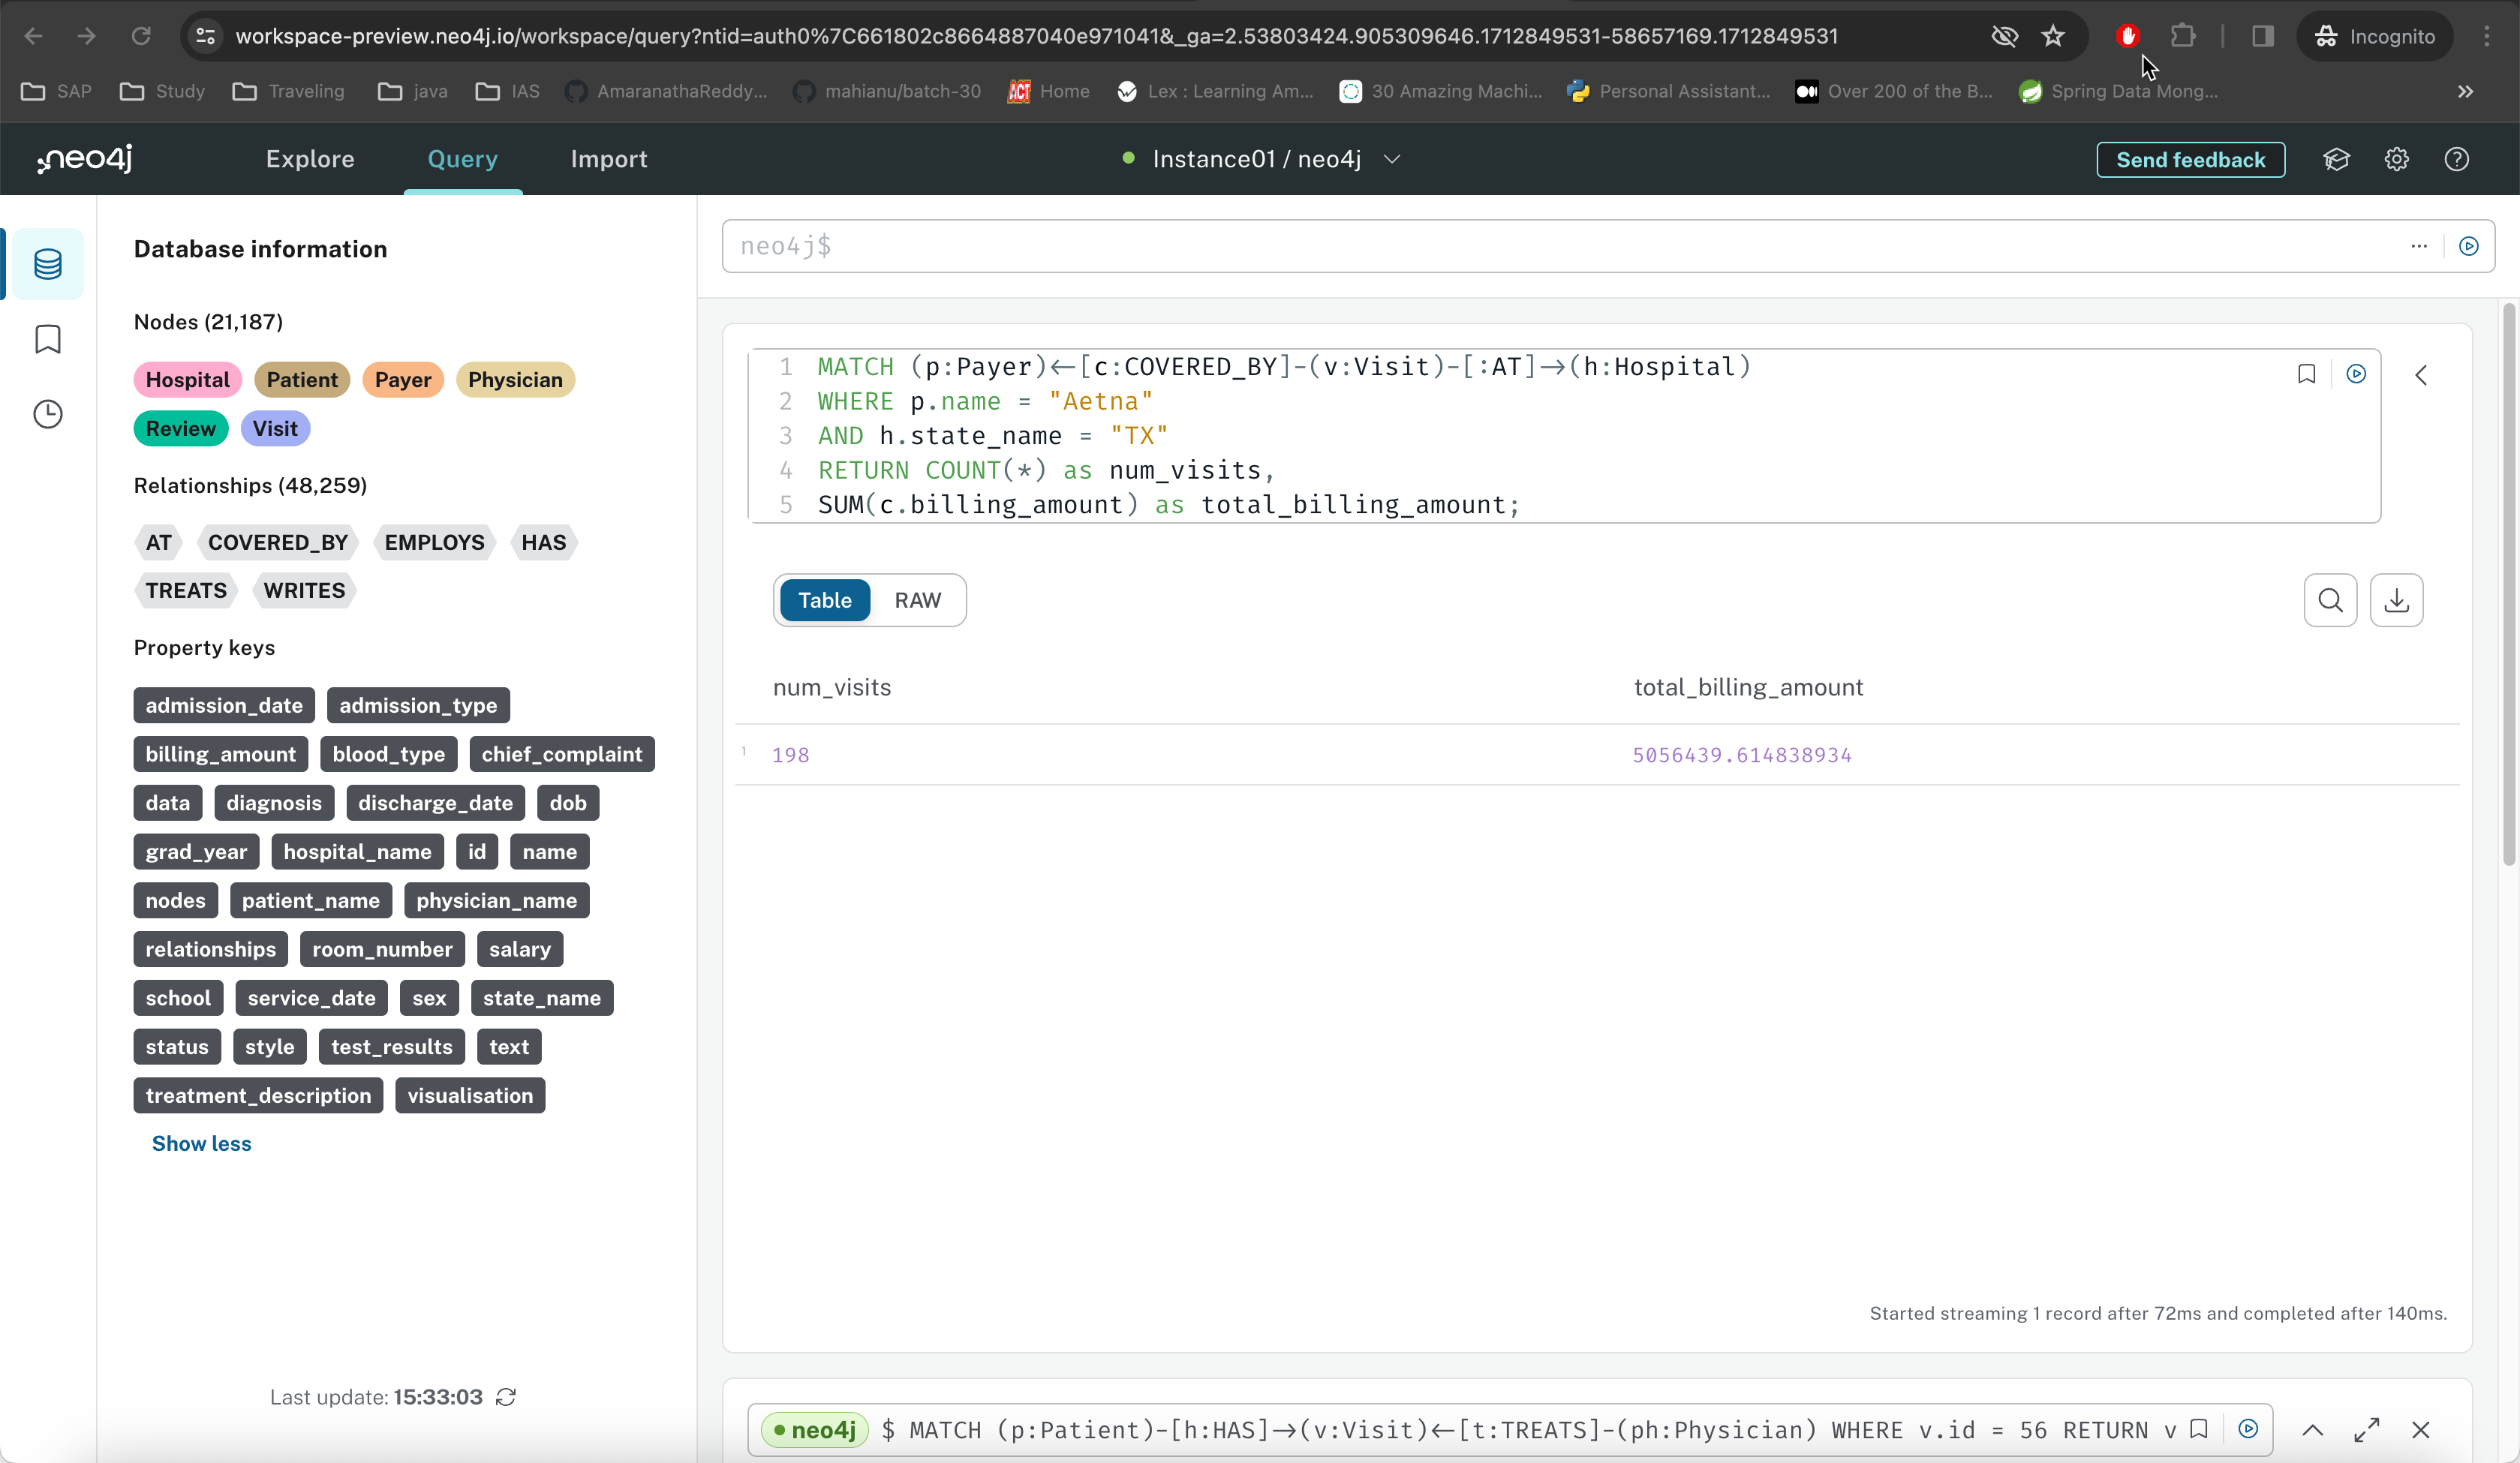 workspace-preview.neo4j.io/workspace/query?ntid=auth0%7C661802c8664887040e971041&_ga=2.53803424.905309646.1712849531-58657169.1712849531
Incognito
SAP Study Traveling java IAS AmaranathaReddy... mahianu/batch-30 ACT Home Lex : Learning Am... 30 Amazing Machi... Personal Assistant... Over 200 of the B... Spring Data Mong... »
neo4j Explore Query Import Instance01 / neo4j Send feedback
Database information
Nodes (21,187)
Hospital Patient Payer Physician
Review Visit
Relationships (48,259)
AT COVERED_BY EMPLOYS HAS
TREATS WRITES
Property keys
admission_date admission_type
billing_amount blood_type chief_complaint
data diagnosis discharge_date dob
grad_year hospital_name id name
nodes patient_name physician_name
relationships room_number salary
school service_date sex state_name
status style test_results text
treatment_description visualisation
Show less
Last update: 15:33:03
neo4j$
1 MATCH (p:Payer)<-[c:COVERED_BY]-(v:Visit)-[:AT]->(h:Hospital)
2 WHERE p.name = "Aetna"
3 AND h.state_name = "TX"
4 RETURN COUNT(*) as num_visits,
5 SUM(c.billing_amount) as total_billing_amount;
Table RAW
num_visits total_billing_amount
1 198 5056439.614838934
Started streaming 1 record after 72ms and completed after 140ms.
neo4j $ MATCH (p:Patient)-[h:HAS]->(v:Visit)<-[t:TREATS]-(ph:Physician) WHERE v.id = 56 RETURN v